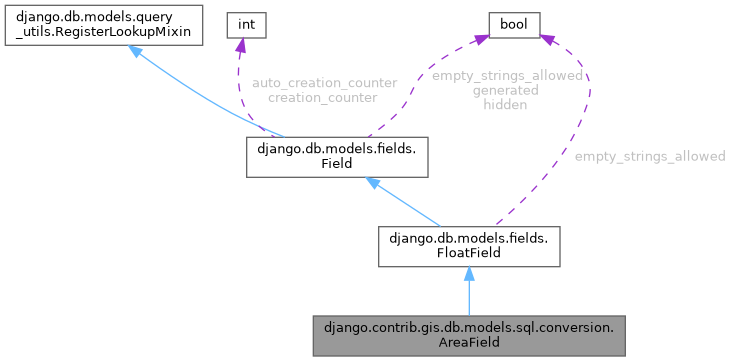 django.db.models.query
_utils.RegisterLookupMixin
int
bool
auto_creation_counter
creation_counter
empty_strings_allowed
generated
hidden
django.db.models.fields.
Field
empty_strings_allowed
django.db.models.fields.
FloatField
django.contrib.gis.db.models.sql.conversion.
AreaField